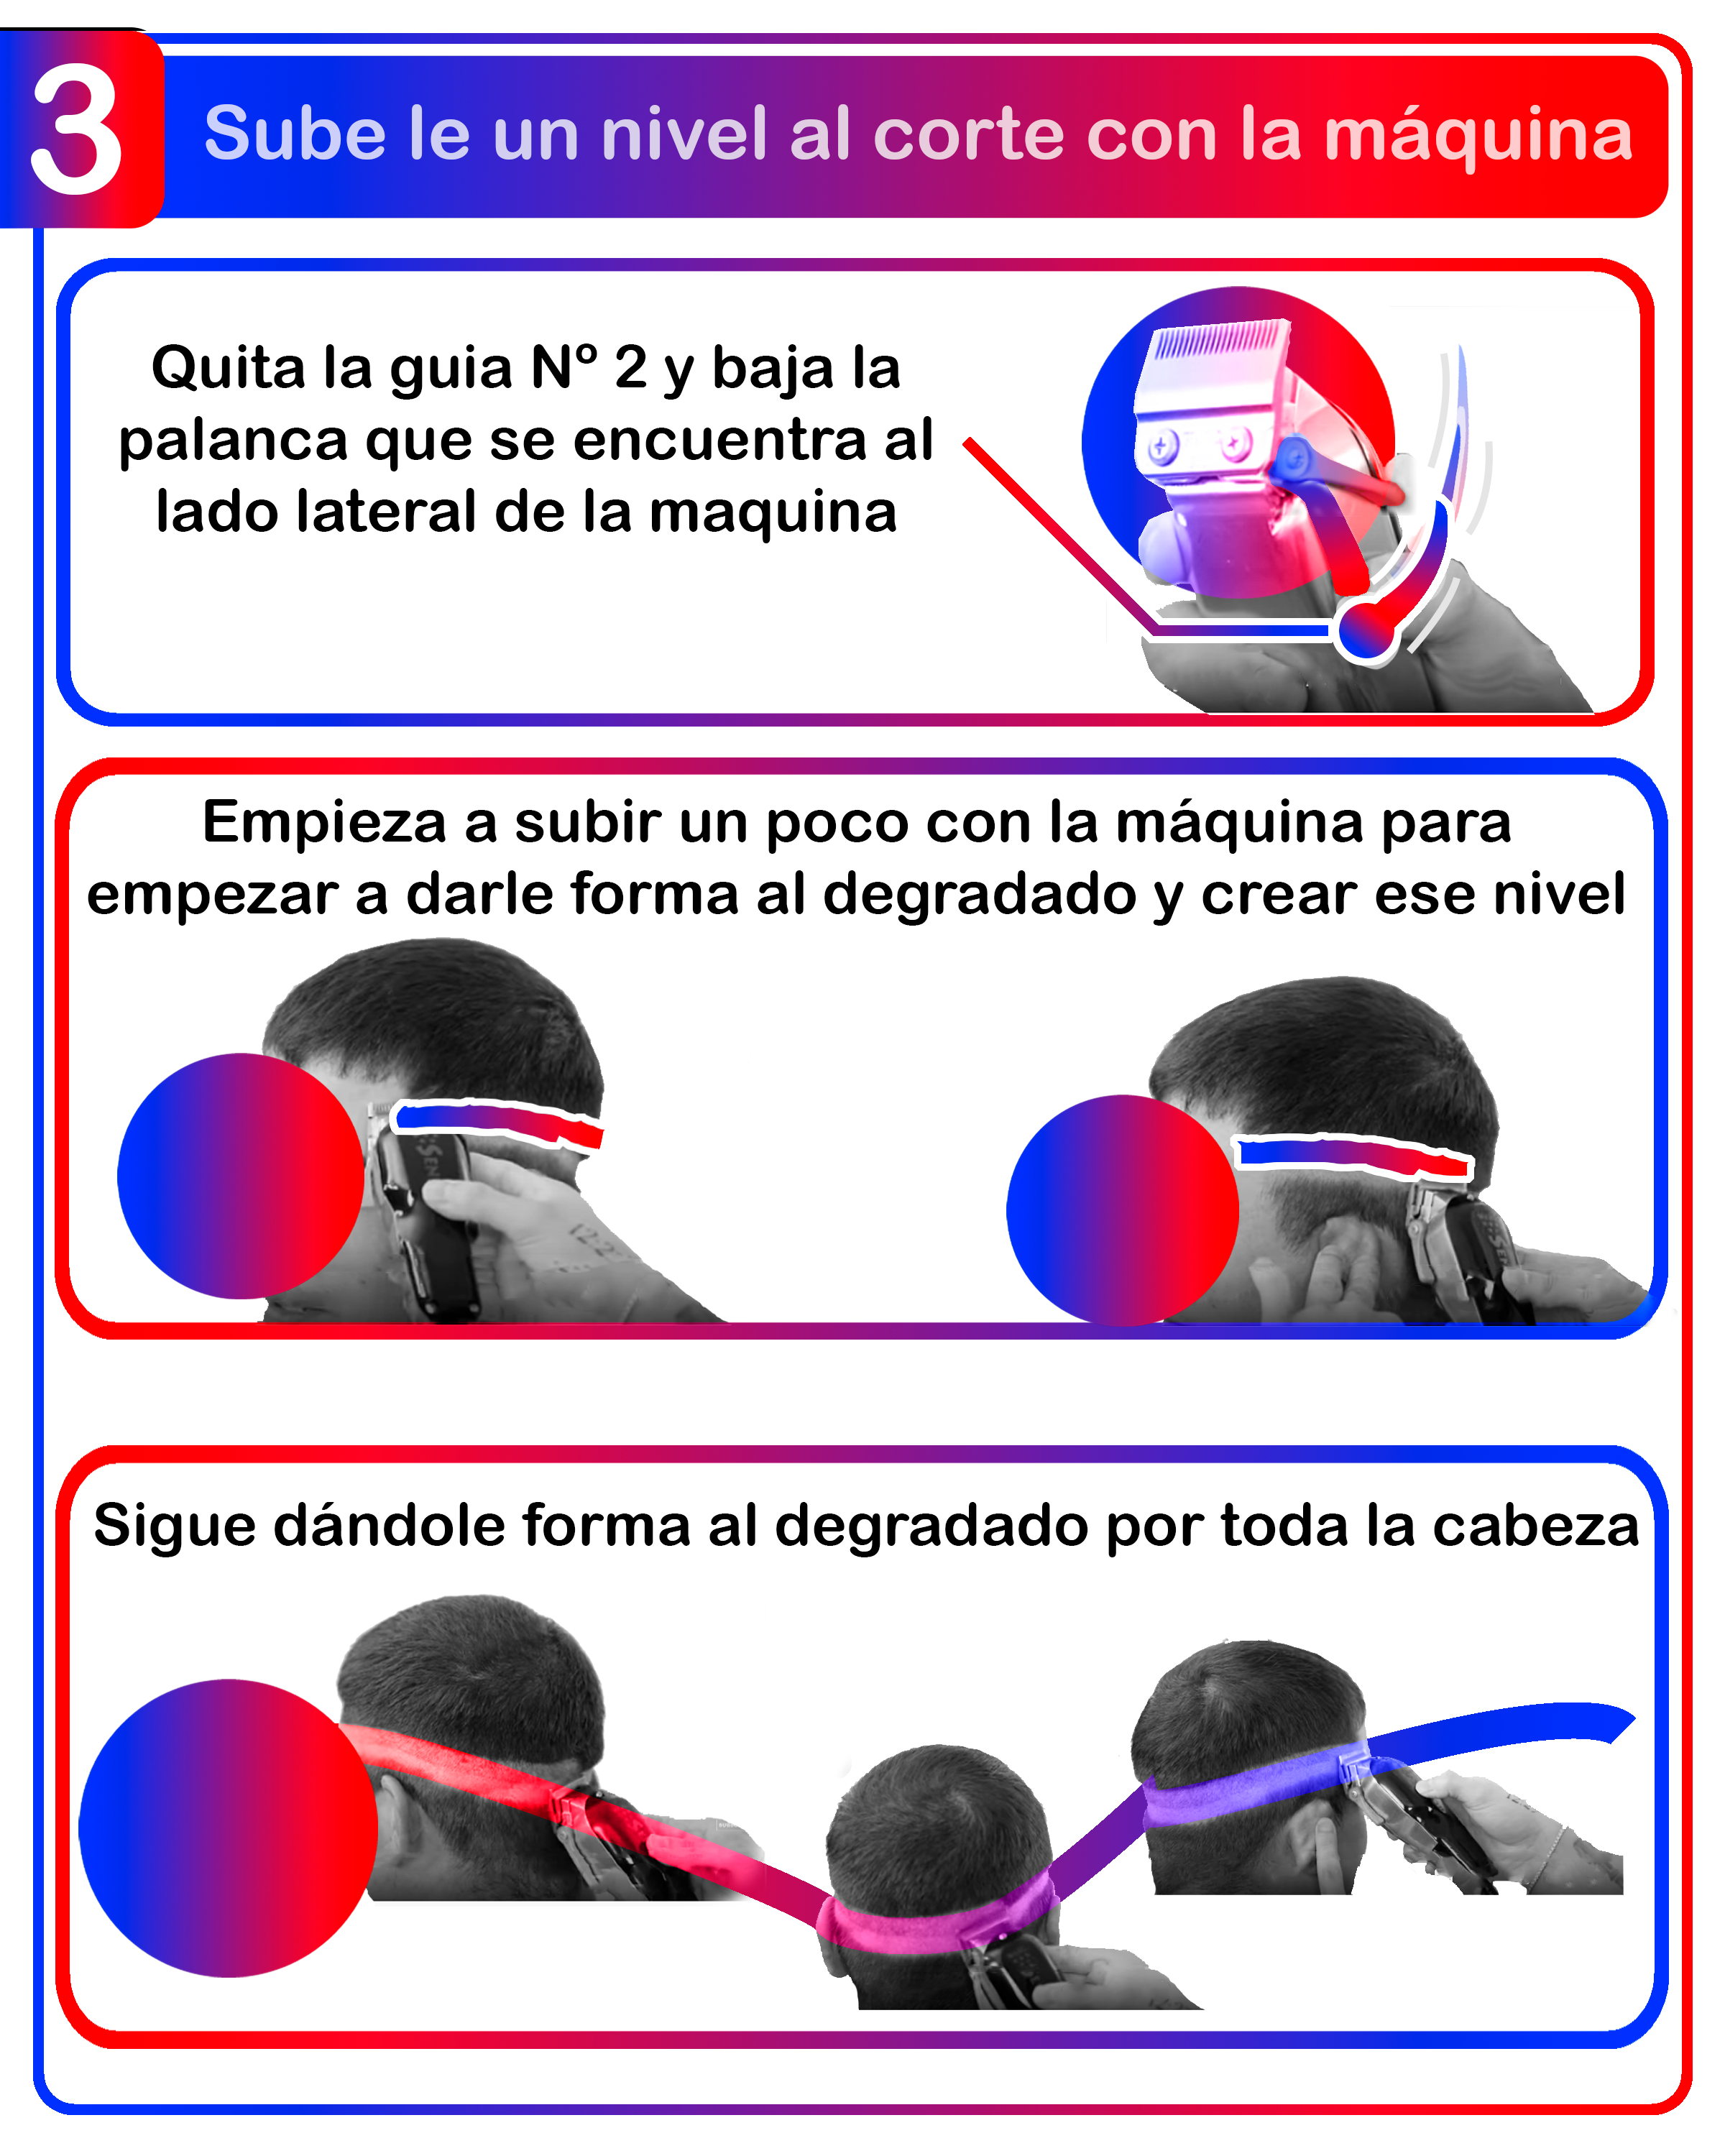 3
Sube le un nivel al corte con la máquina
Quita la guia Nº 2 y baja la
palanca que se encuentra al
lado lateral de la maquina
Empieza a subir un poco con la máquina para
empezar a darle forma al degradado y crear ese nivel
Sigue dándole forma al degradado por toda la cabeza